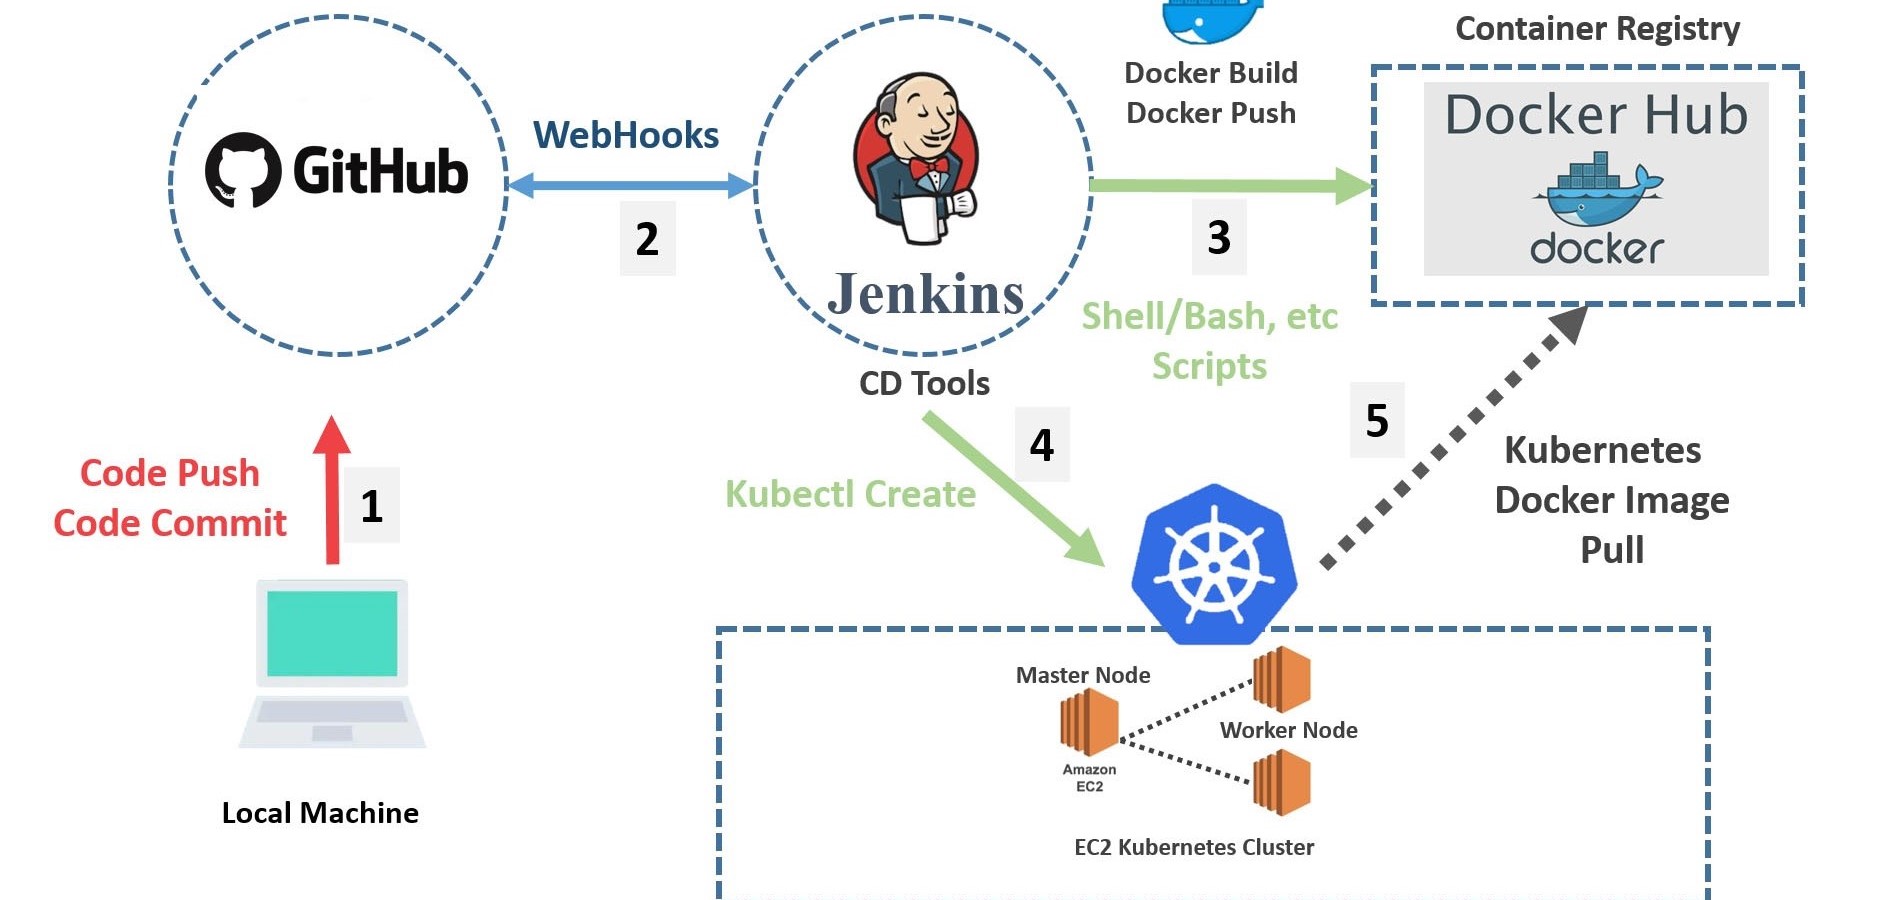 Container Registry
Docker Hub
docker
Docker Build
Docker Push
GitHub
WebHooks
2
Jenkins
CD Tools
3
Shell/Bash, etc
Scripts
Code Push
Code Commit
1
Local Machine
4
Kubectl Create
5
Kubernetes
Docker Image
Pull
Master Node
Amazon
EC2
Worker Node
EC2 Kubernetes Cluster